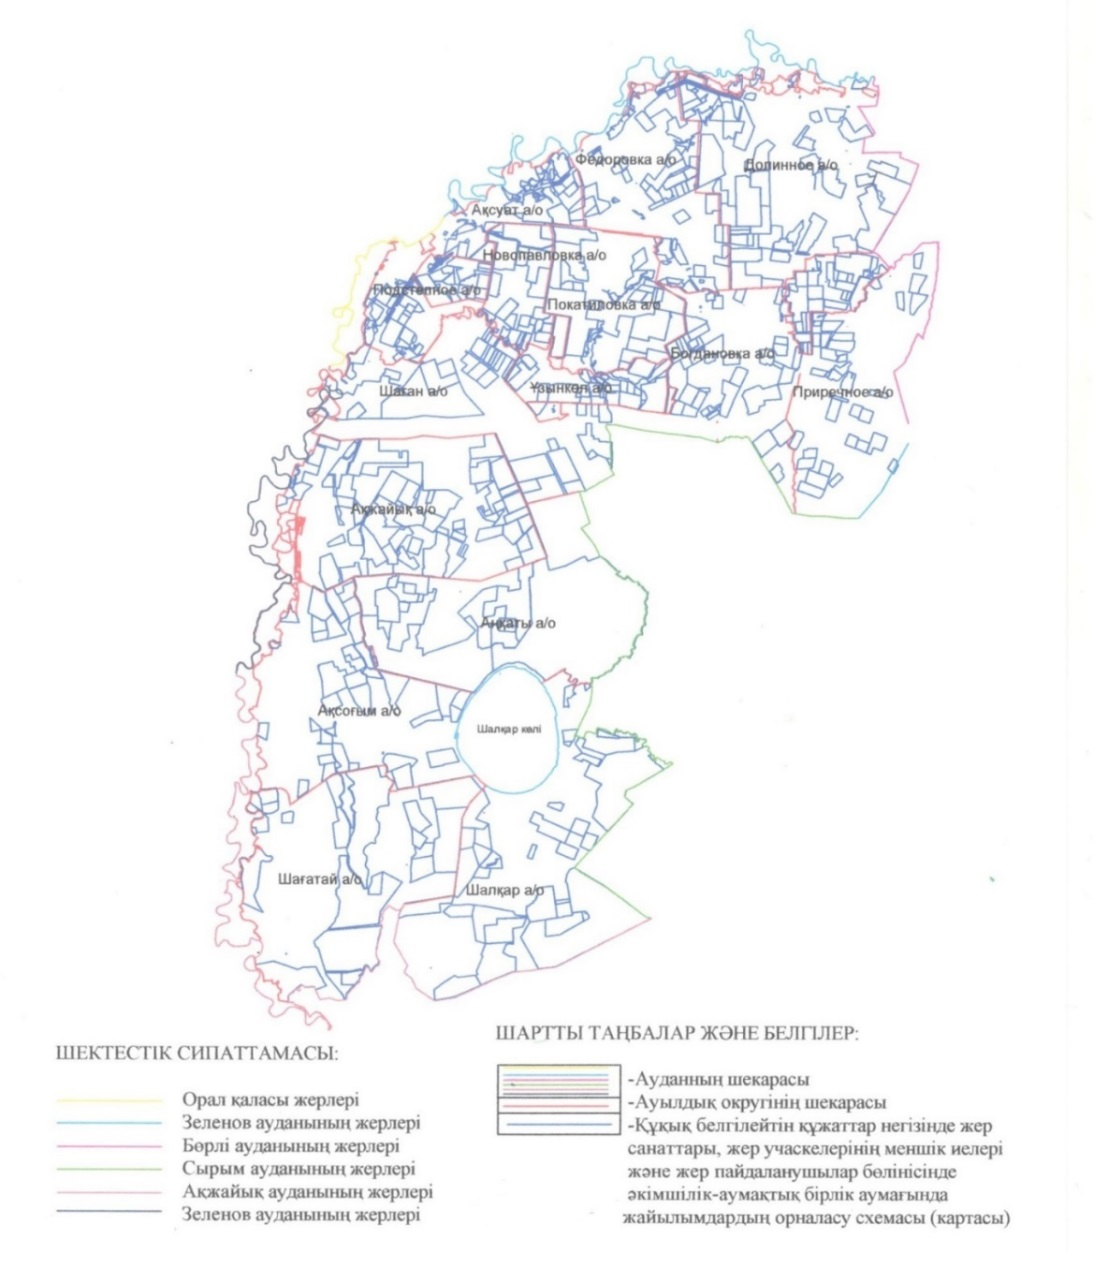 Федоровка а/о
Долинное а/о
Ақсуат а/о
Новопавловка а/о
Подстепное а/о
Покатиловка а/о
Богдановка а/о
Шаған а/о
Ұзынкөл а/о
Приречное а/о
Ақжайық а/о
Аңқаты а/о
Ақсоғым а/о
Шалқар көлі
Шағатай а/о
Шалқар а/о
ШЕКТЕСТІК СИПАТТАМАСЫ:
Орал қаласы жерлері
Зеленов ауданының жерлері
Бөрлі ауданының жерлері
Сырым ауданының жерлері
Ақжайық ауданының жерлері
Зеленов ауданының жерлері
ШАРТТЫ ТАҢБАЛАР ЖӘНЕ БЕЛГІЛЕР:
-Ауданның шекарасы
-Ауылдық округінің шекарасы
-Құқық белгілейтін құжаттар негізінде жер
санаттары, жер учаскелерінің меншік иелері
және жер пайдаланушылар бөлінісінде
әкімшілік-аумақтық бірлік аумағында
жайылымдардың орналасу схемасы (картасы)